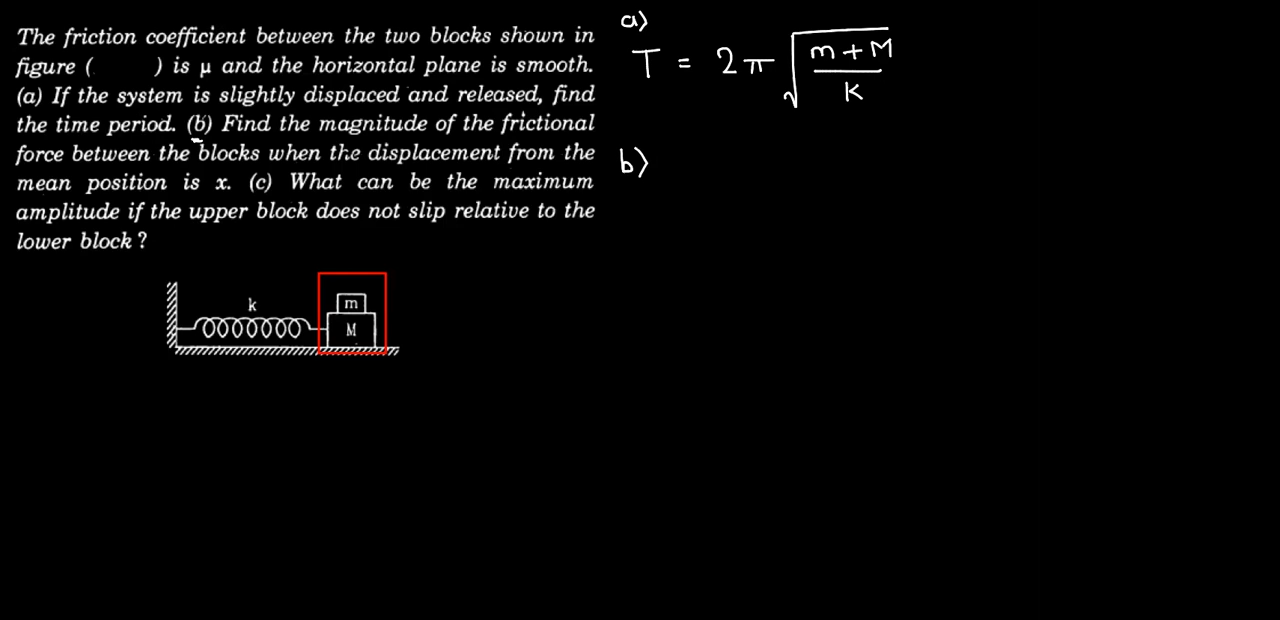 The friction coefficient between the two blocks shown in
figure ( ) is μ and the horizontal plane is smooth.
(a) If the system is slightly displaced and released, find
the time period. (b) Find the magnitude of the frictional
force between the blocks when the displacement from the
mean position is x. (c) What can be the maximum
amplitude if the upper block does not slip relative to the
lower block ?
k
m
M
a)
T = 2π √((m + M)/K)
b)